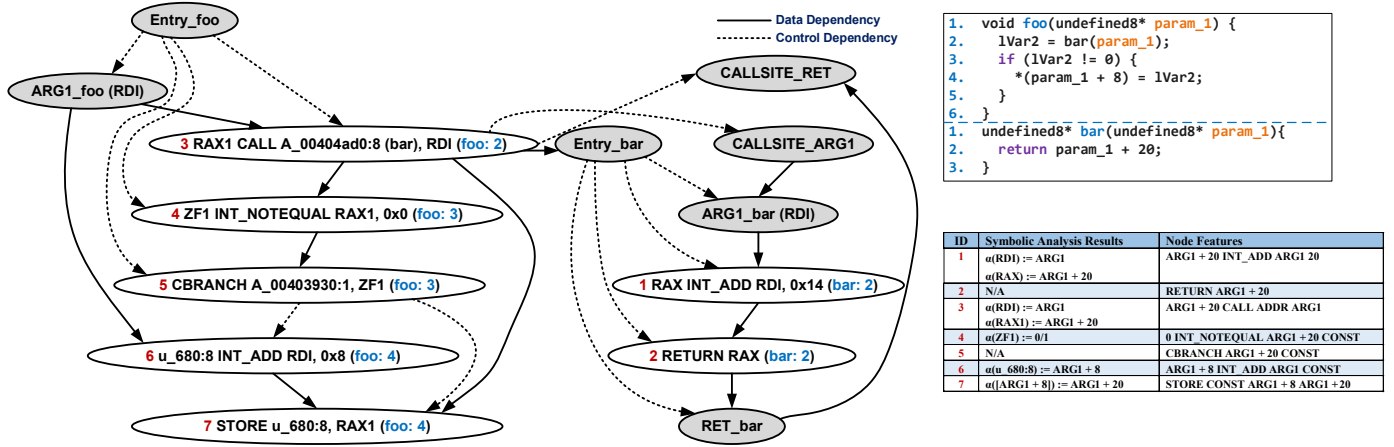 Entry_foo
ARG1_foo (RDI)
3 RAX1 CALL A_00404ad0:8 (bar), RDI (foo: 2)
4 ZF1 INT_NOTEQUAL RAX1, 0x0 (foo: 3)
5 CBRANCH A_00403930:1, ZF1 (foo: 3)
6 u_680:8 INT_ADD RDI, 0x8 (foo: 4)
7 STORE u_680:8, RAX1 (foo: 4)
Data Dependency
Control Dependency
CALLSITE_RET
Entry_bar
CALLSITE_ARG1
ARG1_bar (RDI)
1 RAX INT_ADD RDI, 0x14 (bar: 2)
2 RETURN RAX (bar: 2)
RET_bar
1. void foo(undefined8* param_1) {
2. lVar2 = bar(param_1);
3. if (lVar2 != 0) {
4. *(param_1 + 8) = lVar2;
5. }
6. }
1. undefined8* bar(undefined8* param_1){
2. return param_1 + 20;
3. }
ID Symbolic Analysis Results Node Features
1 α(RDI) := ARG1 ARG1 + 20 INT_ADD ARG1 20
α(RAX) := ARG1 + 20
2 N/A RETURN ARG1 + 20
3 α(RDI) := ARG1 ARG1 + 20 CALL ADDR ARG1
α(RAX1) := ARG1 + 20
4 α(ZF1) := 0/1 0 INT_NOTEQUAL ARG1 + 20 CONST
5 N/A CBRANCH ARG1 + 20 CONST
6 α(u_680:8) := ARG1 + 8 ARG1 + 8 INT_ADD ARG1 CONST
7 α([ARG1 + 8]) := ARG1 + 20 STORE CONST ARG1 + 8 ARG1 + 20